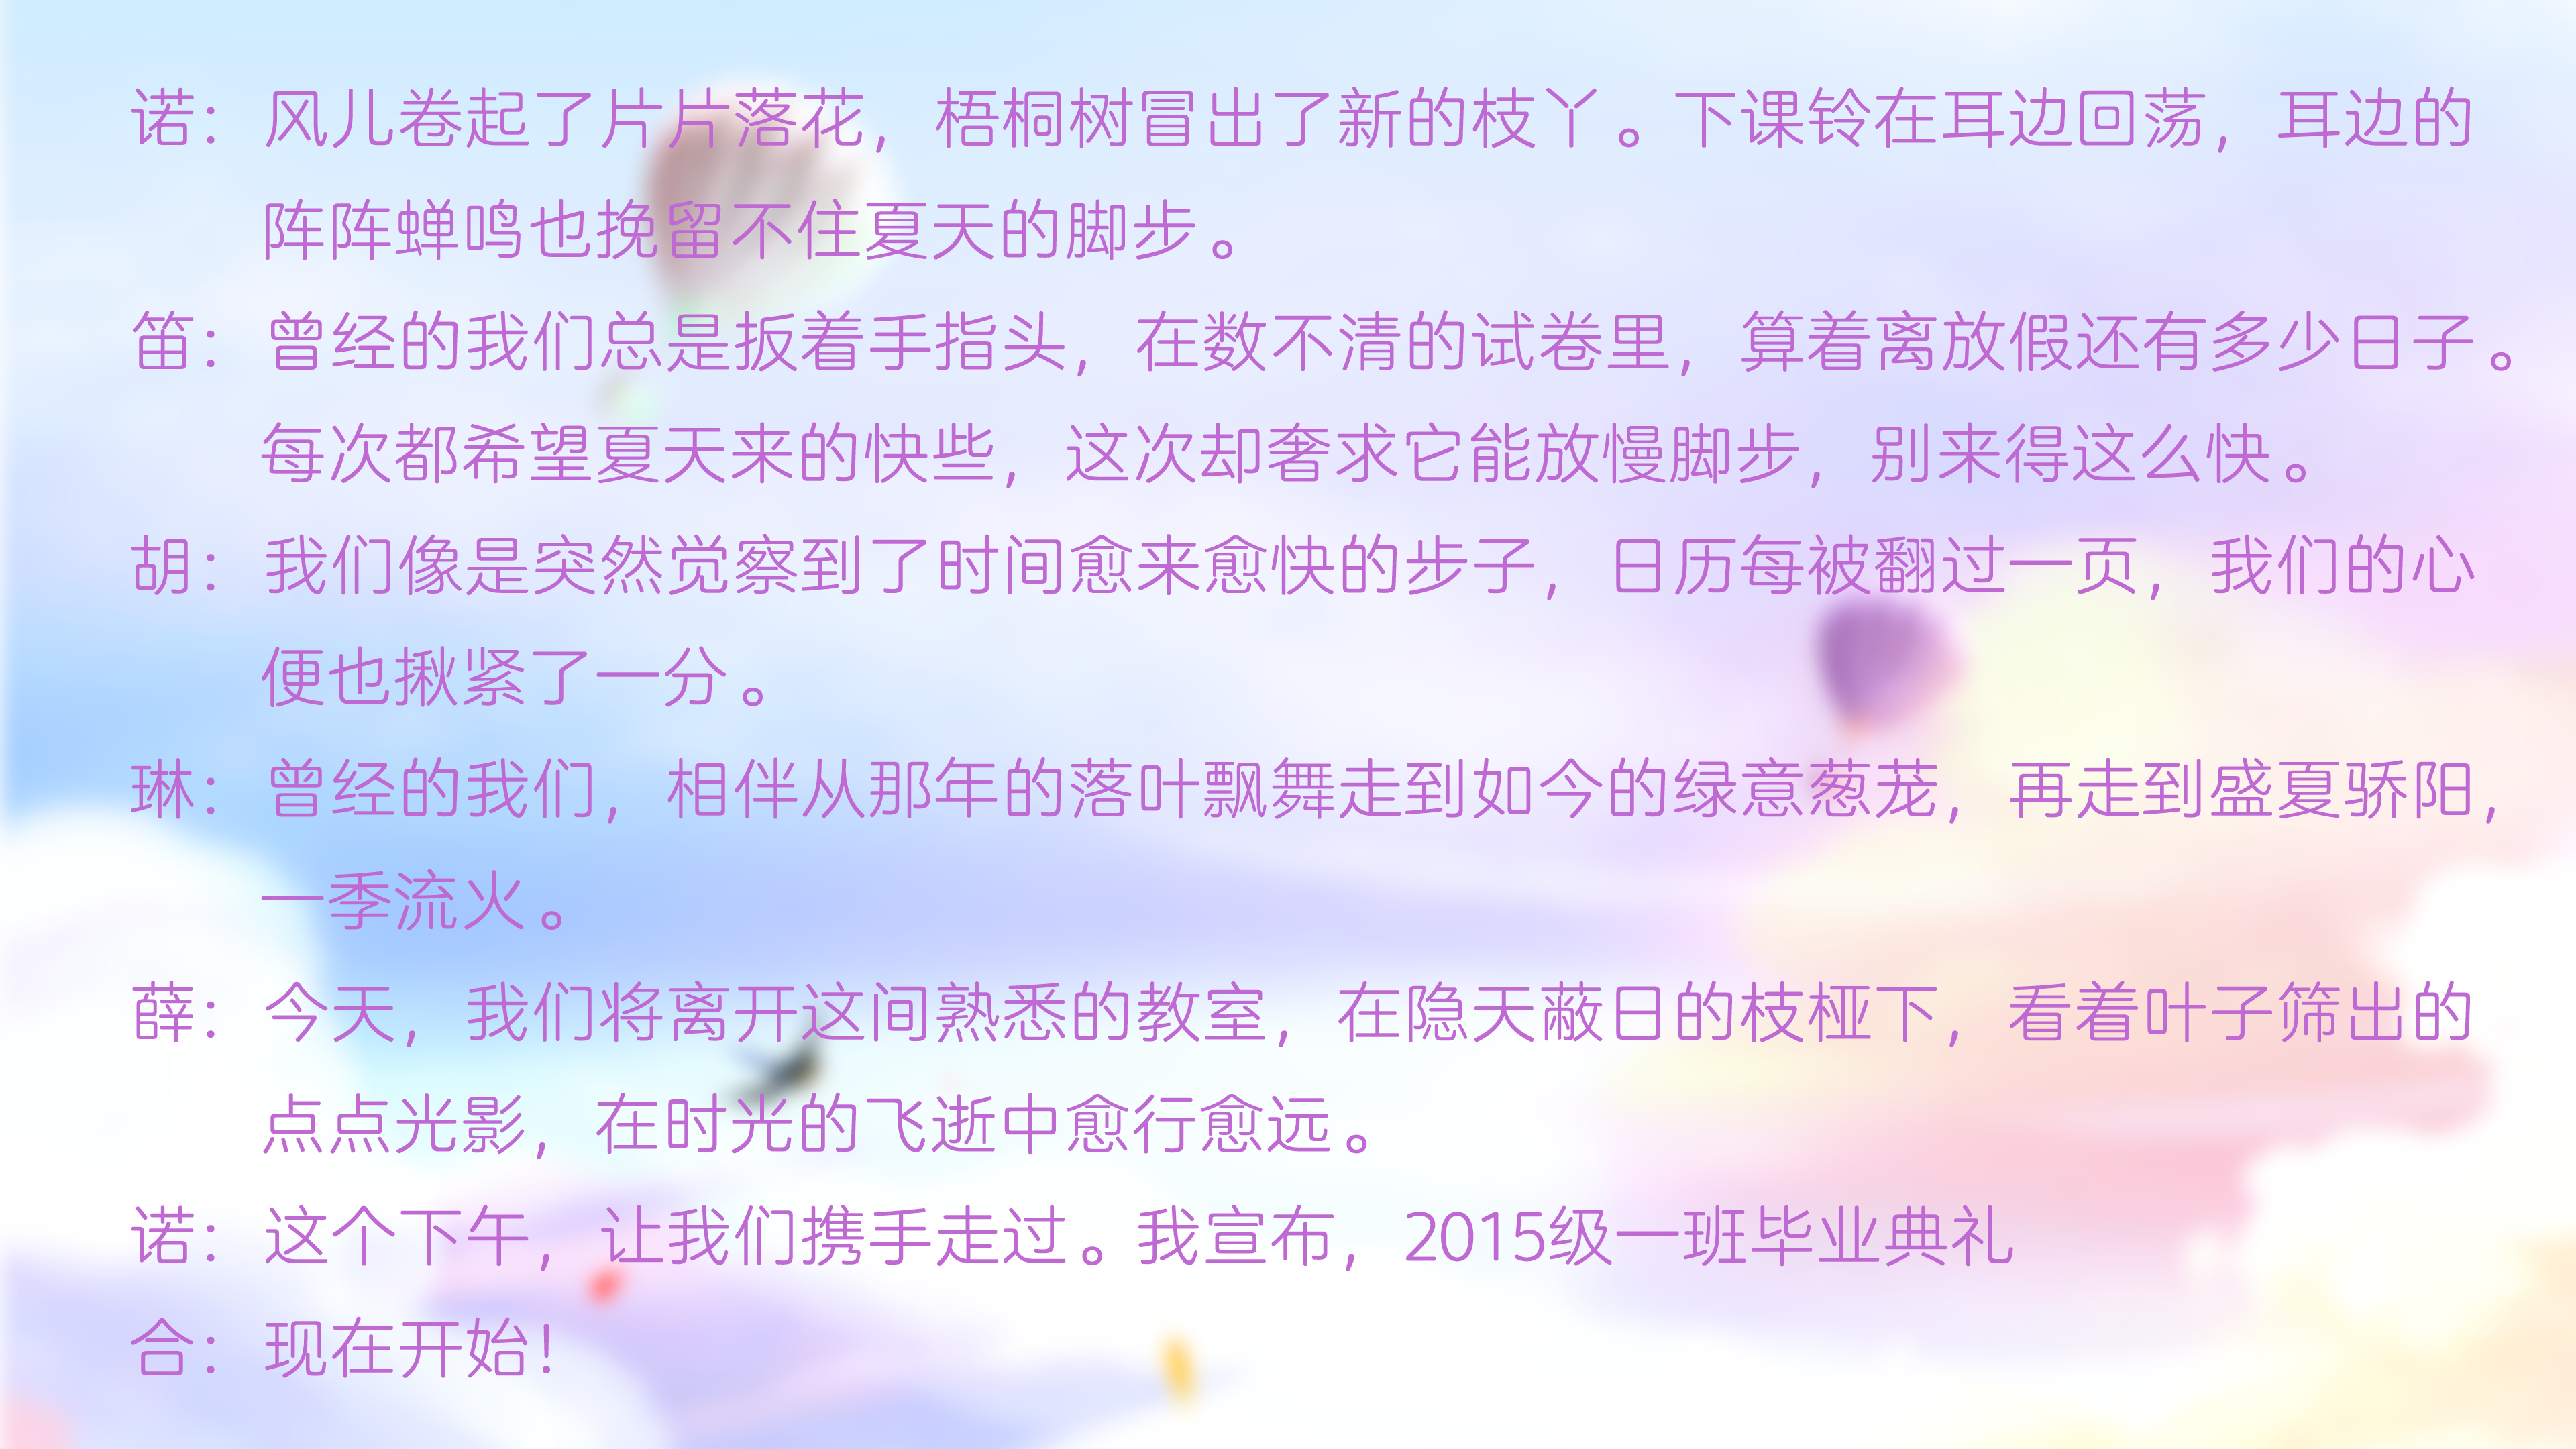 诺：风儿卷起了片片落花，梧桐树冒出了新的枝丫。下课铃在耳边回荡，耳边的
阵阵蝉鸣也挽留不住夏天的脚步。
笛：曾经的我们总是扳着手指头，在数不清的试卷里，算着离放假还有多少日子。
每次都希望夏天来的快些，这次却奢求它能放慢脚步，别来得这么快。
胡：我们像是突然觉察到了时间愈来愈快的步子，日历每被翻过一页，我们的心
便也揪紧了一分。
琳：曾经的我们，相伴从那年的落叶飘舞走到如今的绿意葱茏，再走到盛夏骄阳，
一季流火。
薛：今天，我们将离开这间熟悉的教室，在隐天蔽日的枝桠下，看着叶子筛出的
点点光影，在时光的飞逝中愈行愈远。
诺：这个下午，让我们携手走过。我宣布，2015级一班毕业典礼
合：现在开始！